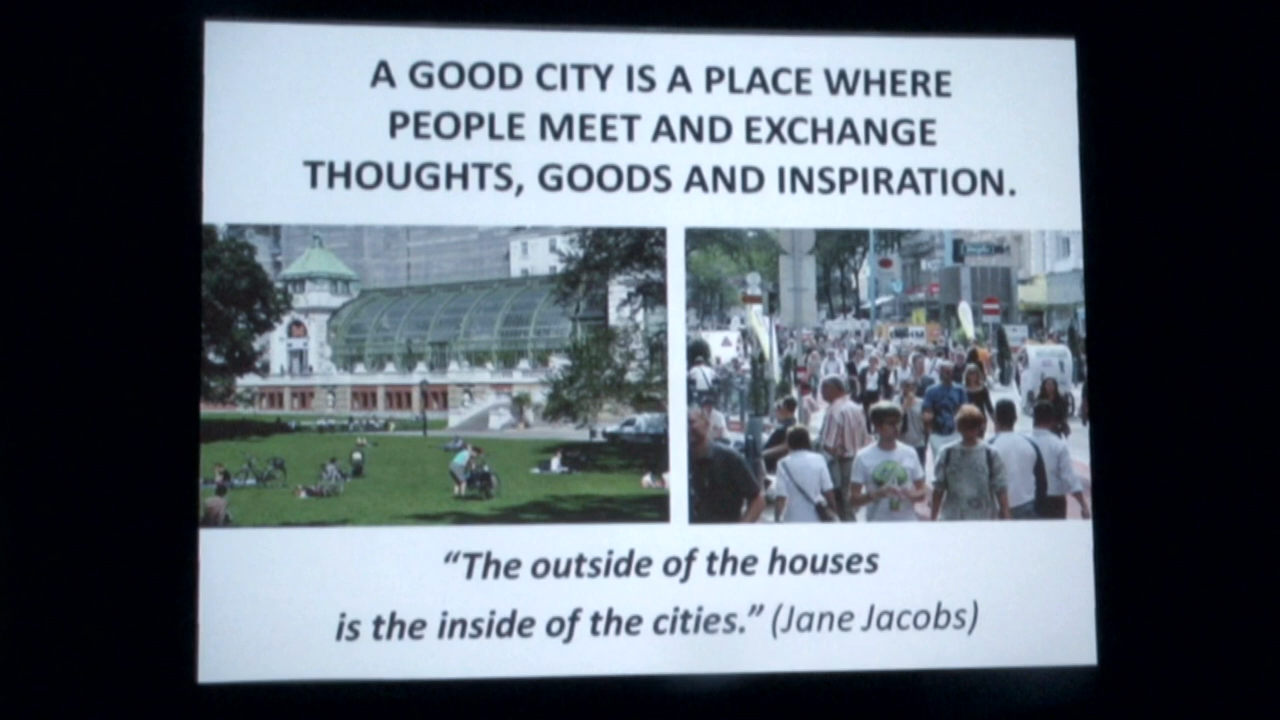 A GOOD CITY IS A PLACE WHERE
PEOPLE MEET AND EXCHANGE
THOUGHTS, GOODS AND INSPIRATION.
“The outside of the houses
is the inside of the cities.” (Jane Jacobs)